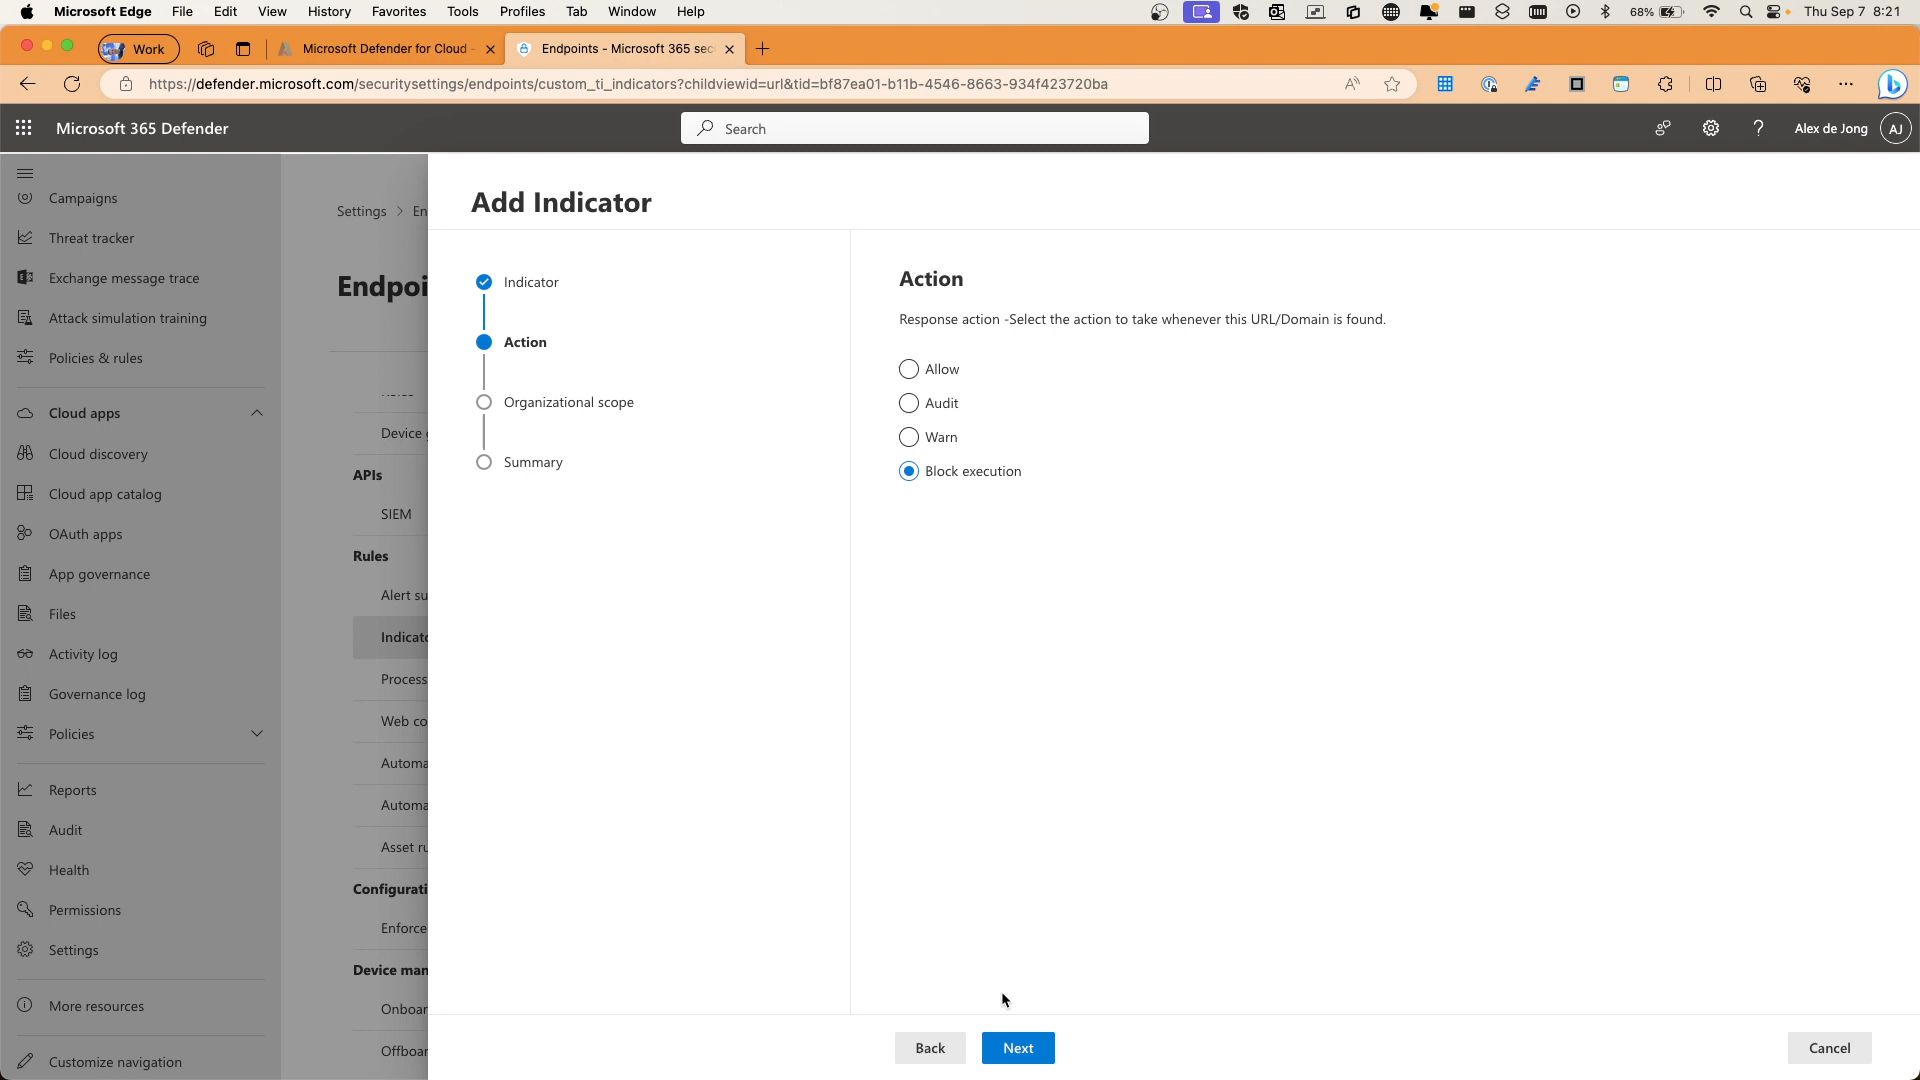 Microsoft Edge File Edit View History Favorites Tools Profiles Tab Window Help 68% Thu Sep 7 8:21
Work Microsoft Defender for Cloud - Endpoints - Microsoft 365 sec
https://defender.microsoft.com/securitysettings/endpoints/custom_ti_indicators?childviewid=url&tid=bf87ea01-b11b-4546-8663-934f423720ba
Microsoft 365 Defender Search Alex de Jong AJ
Campaigns
Threat tracker
Exchange message trace
Attack simulation training
Policies & rules
Cloud apps
Cloud discovery
Cloud app catalog
OAuth apps
App governance
Files
Activity log
Governance log
Policies
Reports
Audit
Health
Permissions
Settings
More resources
Customize navigation
Settings > En
Endpoi
Device
APIs
SIEM
Rules
Alert su
Indicato
Process
Web co
Automa
Automa
Asset ru
Configurati
Enforce
Device man
Onboar
Offboar
Add Indicator
Indicator
Action
Organizational scope
Summary
Action
Response action -Select the action to take whenever this URL/Domain is found.
Allow
Audit
Warn
Block execution
Back Next Cancel